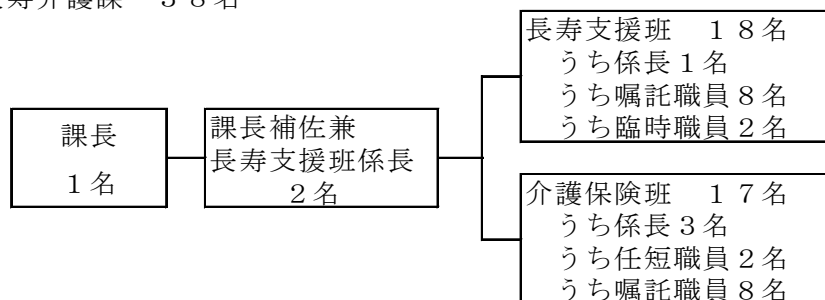 寿介護課 ３８名
長寿支援班 １８名
うち係長１名
うち嘱託職員８名
うち臨時職員２名
課長
１名
課長補佐兼
長寿支援班係長
２名
介護保険班 １７名
うち係長３名
うち任短職員２名
うち嘱託職員８名